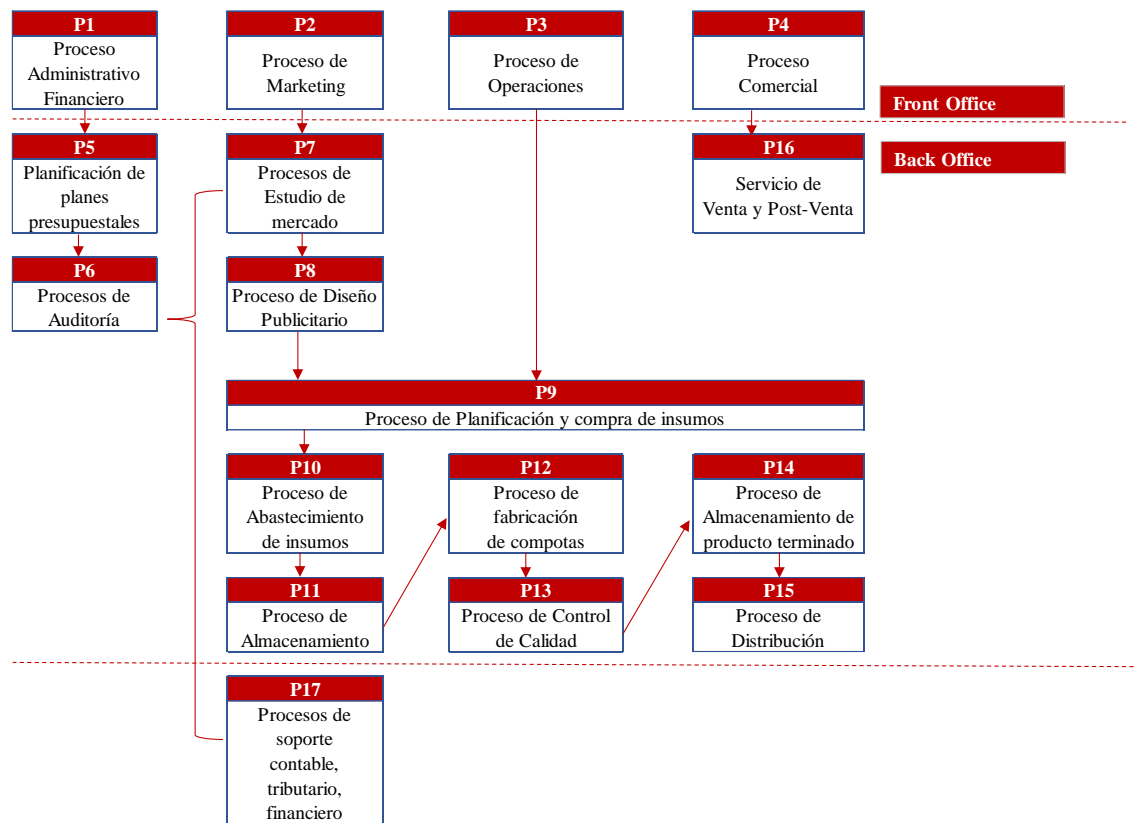 P1
Proceso
Administrativo
Financiero
P2
Proceso de
Marketing
P3
Proceso de
Operaciones
P4
Proceso
Comercial
Front Office
P5
Planificación de
planes
presupuestales
P7
Procesos de
Estudio de
mercado
P16
Servicio de
Venta y Post-Venta
Back Office
P6
Procesos de
Auditoría
P8
Proceso de Diseño
Publicitario
P9
Proceso de Planificación y compra de insumos
P10
Proceso de
Abastecimiento
de insumos
P12
Proceso de
fabricación
de compotas
P14
Proceso de
Almacenamiento de
producto terminado
P11
Proceso de
Almacenamiento
P13
Proceso de Control
de Calidad
P15
Proceso de
Distribución
P17
Procesos de
soporte
contable,
tributario,
financiero